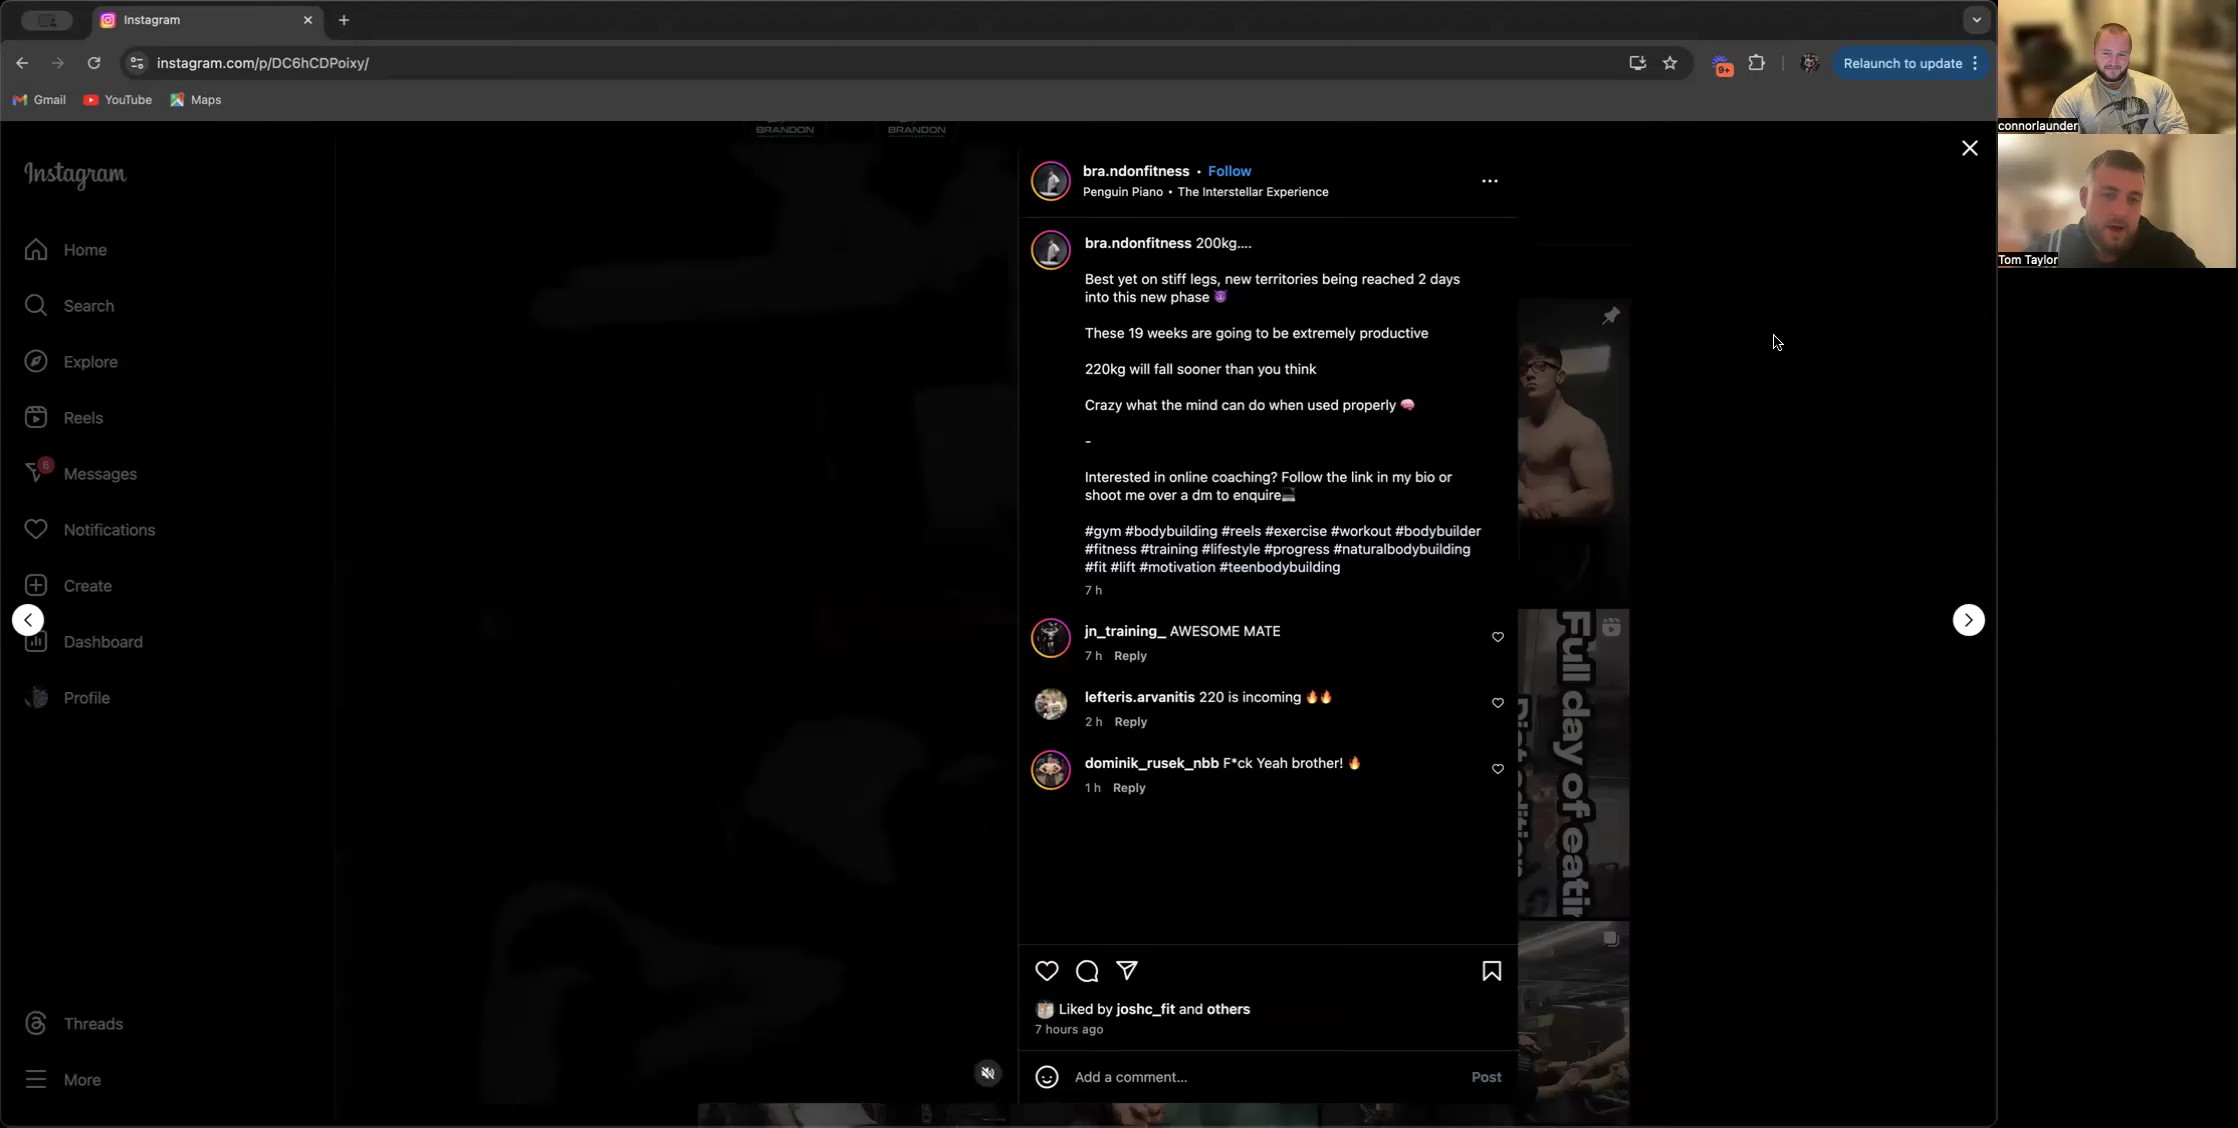 Instagram
instagram.com/p/DC6hCDPoixy/
9+
Relaunch to update
Gmail
YouTube
Maps
connorlaunder
Tom Taylor
BRANDON
BRANDON
Instagram
Home
Search
Explore
Reels
6
Messages
Notifications
Create
Dashboard
Profile
Threads
More
bra.ndonfitness • Follow
Penguin Piano • The Interstellar Experience
bra.ndonfitness 200kg....
Best yet on stiff legs, new territories being reached 2 days
into this new phase 😈
These 19 weeks are going to be extremely productive
220kg will fall sooner than you think
Crazy what the mind can do when used properly 🧠
-
Interested in online coaching? Follow the link in my bio or
shoot me over a dm to enquire💻
#gym #bodybuilding #reels #exercise #workout #bodybuilder
#fitness #training #lifestyle #progress #naturalbodybuilding
#fit #lift #motivation #teenbodybuilding
7 h
jn_training_ AWESOME MATE
7 h Reply
lefteris.arvanitis 220 is incoming 🔥🔥
2 h Reply
dominik_rusek_nbb F*ck Yeah brother! 🔥
1 h Reply
Liked by joshc_fit and others
7 hours ago
Add a comment...
Post
Full day of eatin